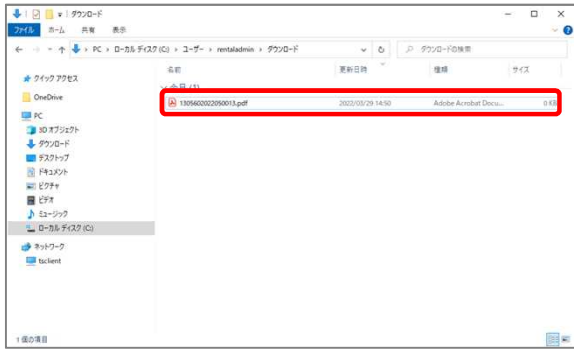 ダウンロード
ファイル ホーム 共有 表示
PC › ローカル ディスク (C:) › ユーザー › rentaladmin › ダウンロード
ダウンロードの検索
名前 更新日時 種類 サイズ
今日 (1)
1305602022050013.pdf 2022/03/29 14:50 Adobe Acrobat Docu... 0 KB
クイック アクセス
OneDrive
PC
3D オブジェクト
ダウンロード
デスクトップ
ドキュメント
ピクチャ
ビデオ
ミュージック
ローカル ディスク (C:)
ネットワーク
tsclient
1 個の項目